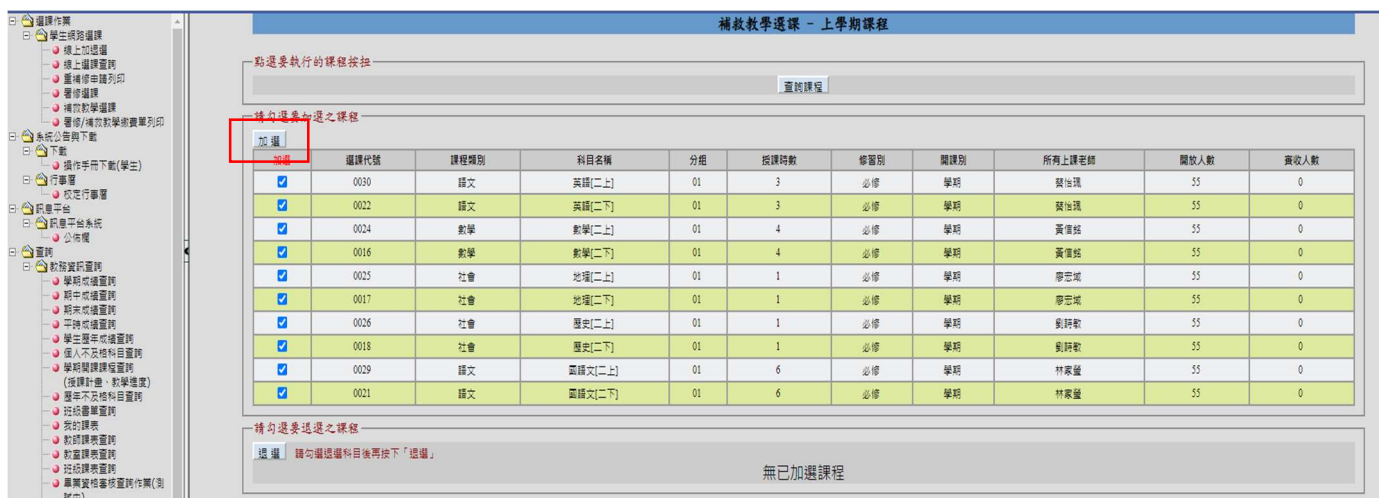 選課作業
學生網路選課
線上加退選
線上選課查詢
重補修申請列印
暑修選課
補救教學選課
暑修/補救教學繳費單列印
系統公告與下載
下載
操作手冊下載(學生)
行事曆
校定行事曆
訊息平台
訊息平台系統
公佈欄
查詢
教務資訊查詢
學期成績查詢
期中成績查詢
期末成績查詢
平時成績查詢
學生歷年成績查詢
個人不及格科目查詢
學期開課課程查詢
(授課計畫、教學進度)
歷年不及格科目查詢
班級書單查詢
我的課表
教師課表查詢
教室課表查詢
班級課表查詢
畢業資格審核查詢作業(測
試中)
補救教學選課 - 上學期課程
點選要執行的課程按扭
查詢課程
請勾選要加選之課程
加選
加選 選課代號 課程類別 科目名稱 分組 授課時數 修習別 開課別 所有上課老師 開放人數 實收人數
0030 語文 英語[二上] 01 3 必修 學期 蔡怡珮 55 0
0022 語文 英語[二下] 01 3 必修 學期 蔡怡珮 55 0
0024 數學 數學[二上] 01 4 必修 學期 黃信銘 55 0
0016 數學 數學[二下] 01 4 必修 學期 黃信銘 55 0
0025 社會 地理[二上] 01 1 必修 學期 廖宏斌 55 0
0017 社會 地理[二下] 01 1 必修 學期 廖宏斌 55 0
0026 社會 歷史[二上] 01 1 必修 學期 劉時敏 55 0
0018 社會 歷史[二下] 01 1 必修 學期 劉時敏 55 0
0029 語文 國語文[二上] 01 6 必修 學期 林家螢 55 0
0021 語文 國語文[二下] 01 6 必修 學期 林家螢 55 0
請勾選要退選之課程
退選 請勾選退選科目後再按下「退選」
無已加選課程